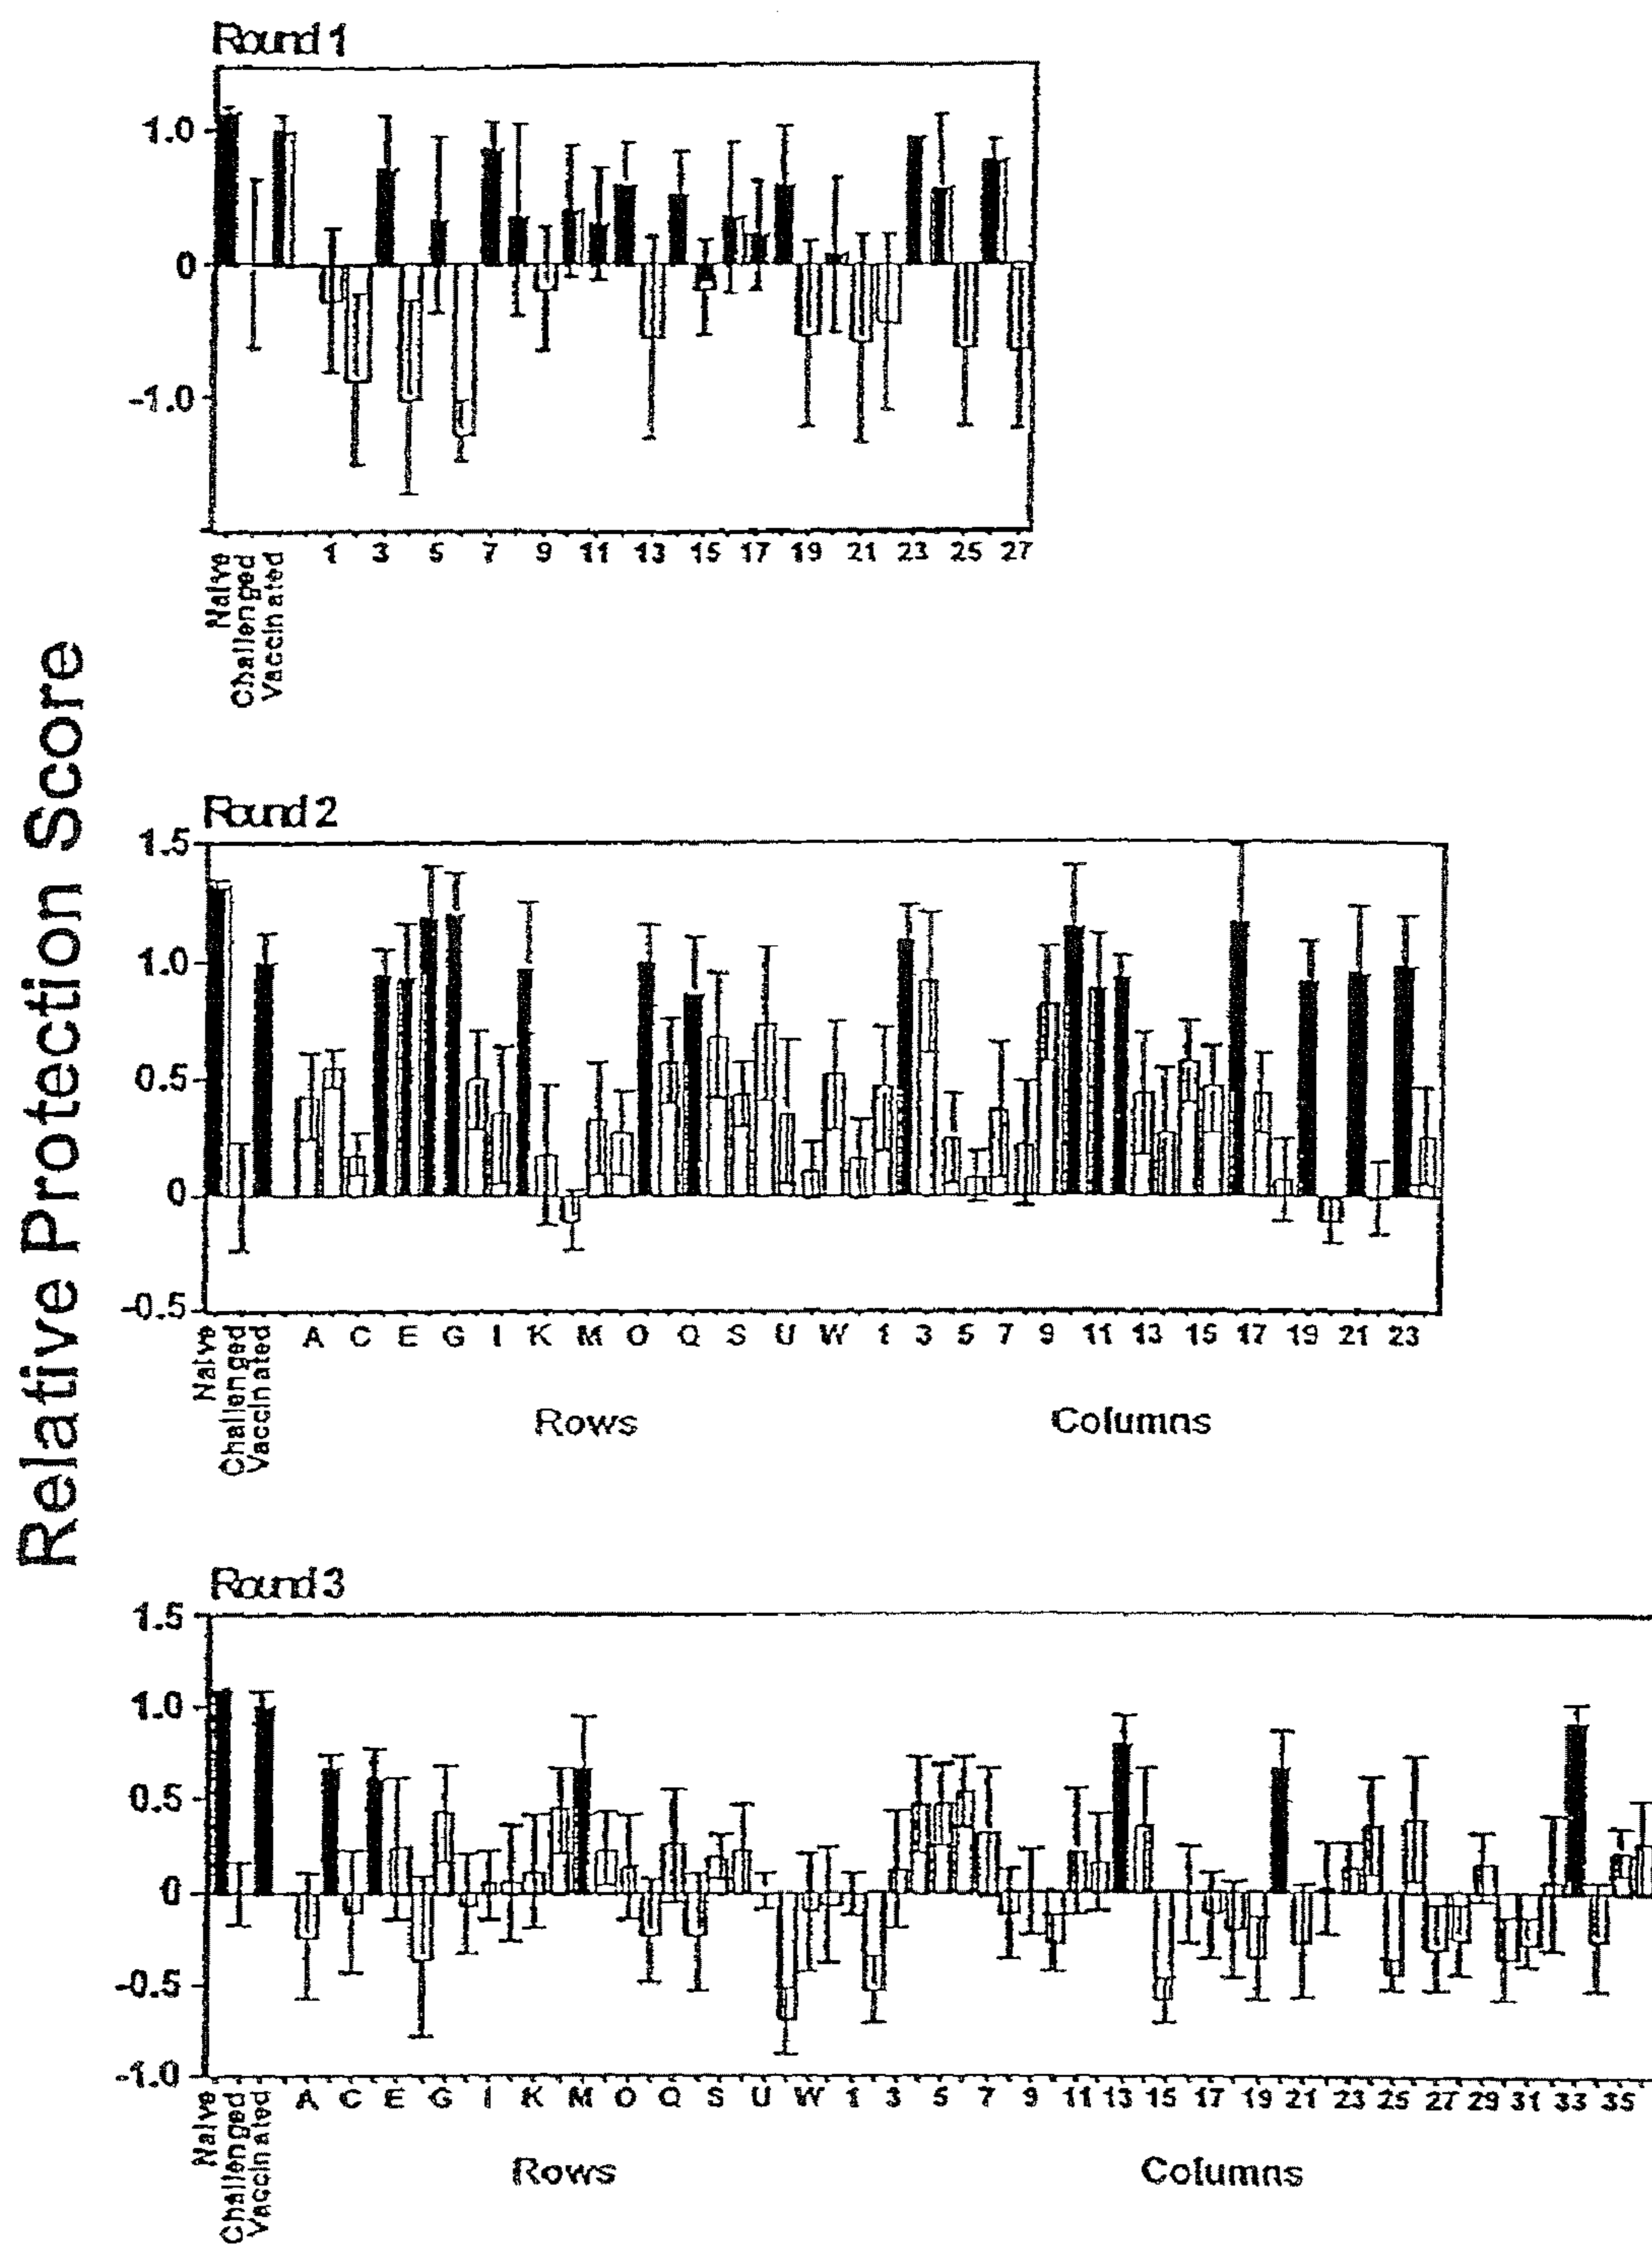 Relative Protection Score
Round 1
1.0
0
-1.0
1 3 5 7 9 11 13 15 17 19 21 23 25 27
Naive
Challenged
Vaccinated
Round 2
1.5
1.0
0.5
0
-0.5
A C E G I K M O Q S U W 1 3 5 7 9 11 13 15 17 19 21 23
Naive
Challenged
Vaccinated
Rows Columns
Round 3
1.5
1.0
0.5
0
-0.5
-1.0
A C E G I K M O Q S U W 1 3 5 7 9 11 13 15 17 19 21 23 25 27 29 31 33 35
Naive
Challenged
Vaccinated
Rows Columns